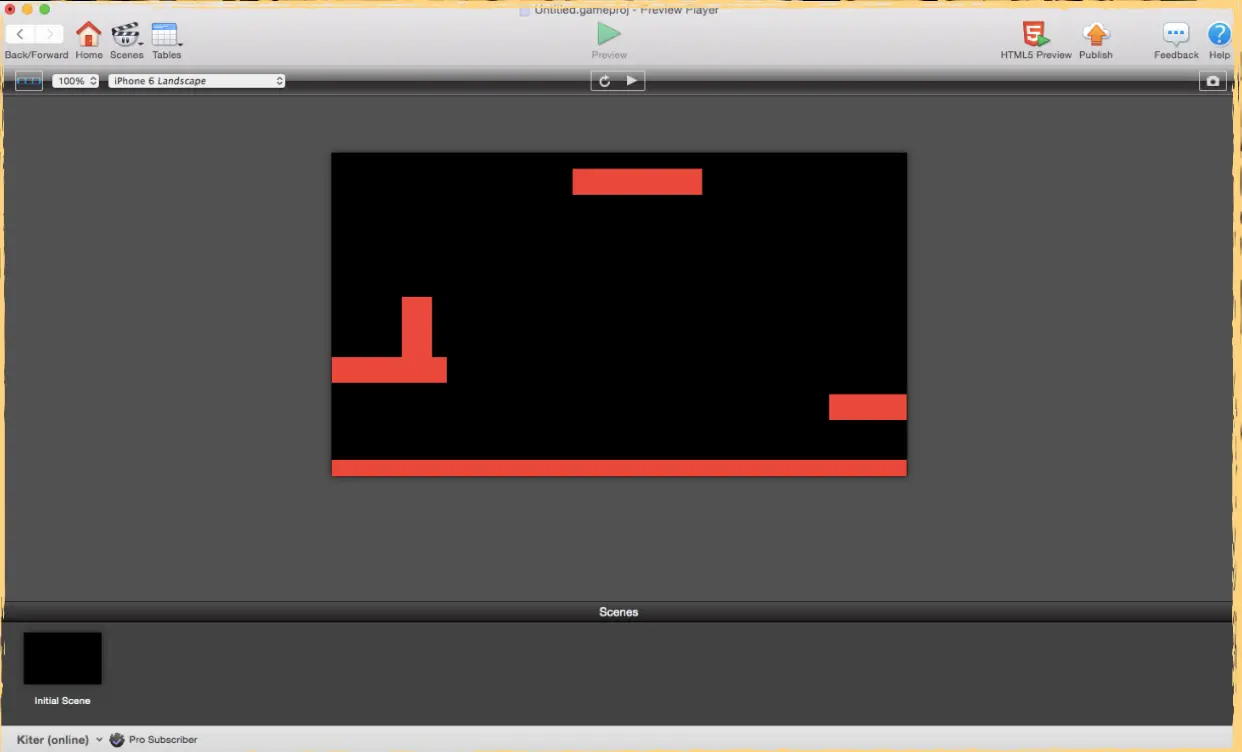 Untitled.gameproj - Preview Player
Back/Forward Home Scenes Tables
Preview
HTML5 Preview Publish
Feedback Help
100%
iPhone 6 Landscape
Scenes
Initial Scene
Kiter (online)
Pro Subscriber